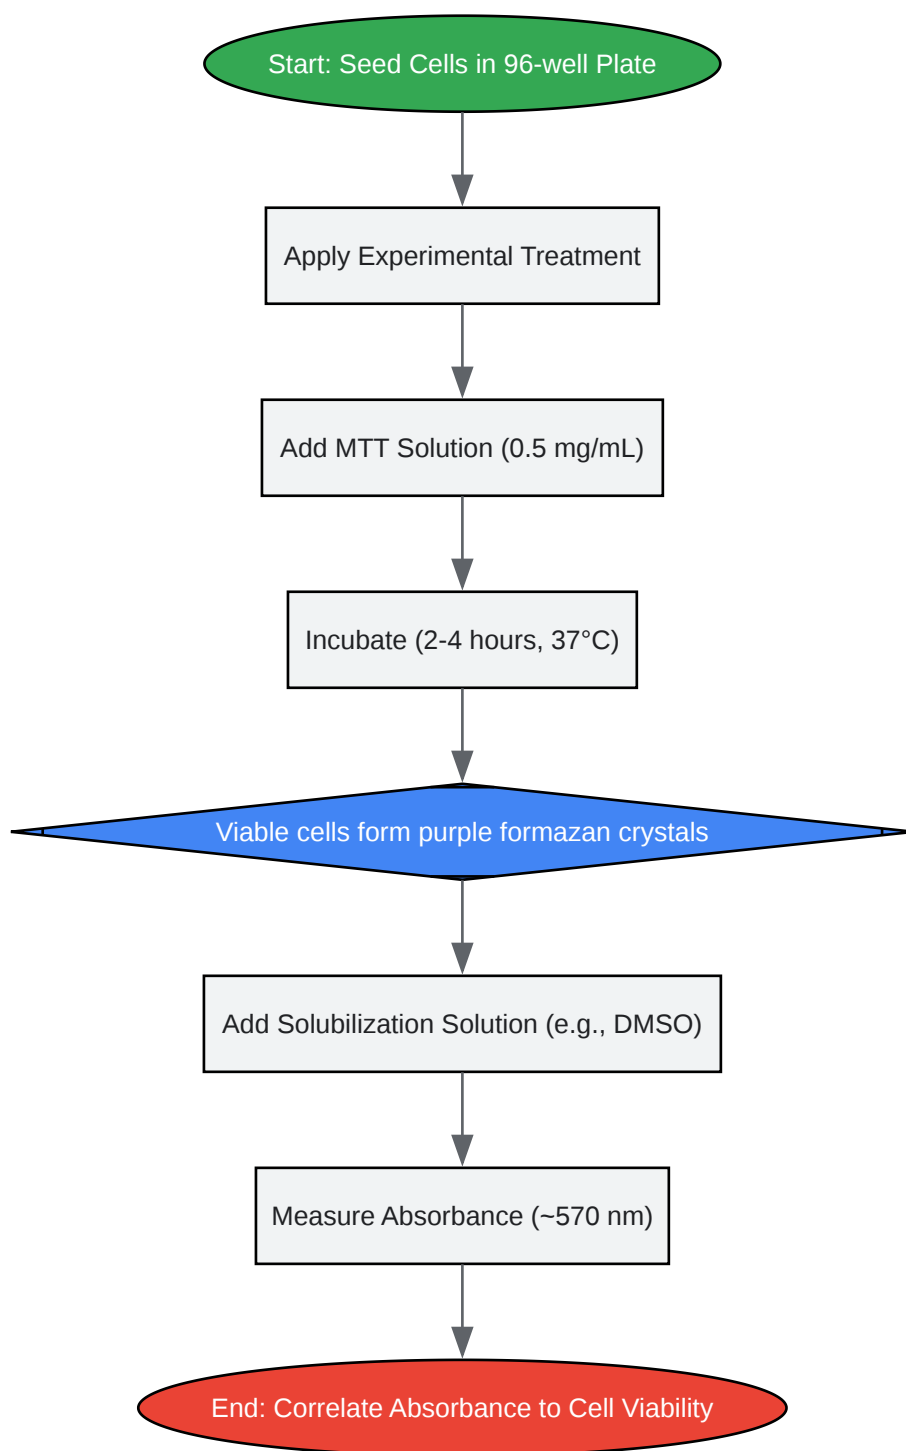 Start: Seed Cells in 96-well Plate
Apply Experimental Treatment
Add MTT Solution (0.5 mg/mL)
Incubate (2-4 hours, 37°C)
Viable cells form purple formazan crystals
Add Solubilization Solution (e.g., DMSO)
Measure Absorbance (~570 nm)
End: Correlate Absorbance to Cell Viability